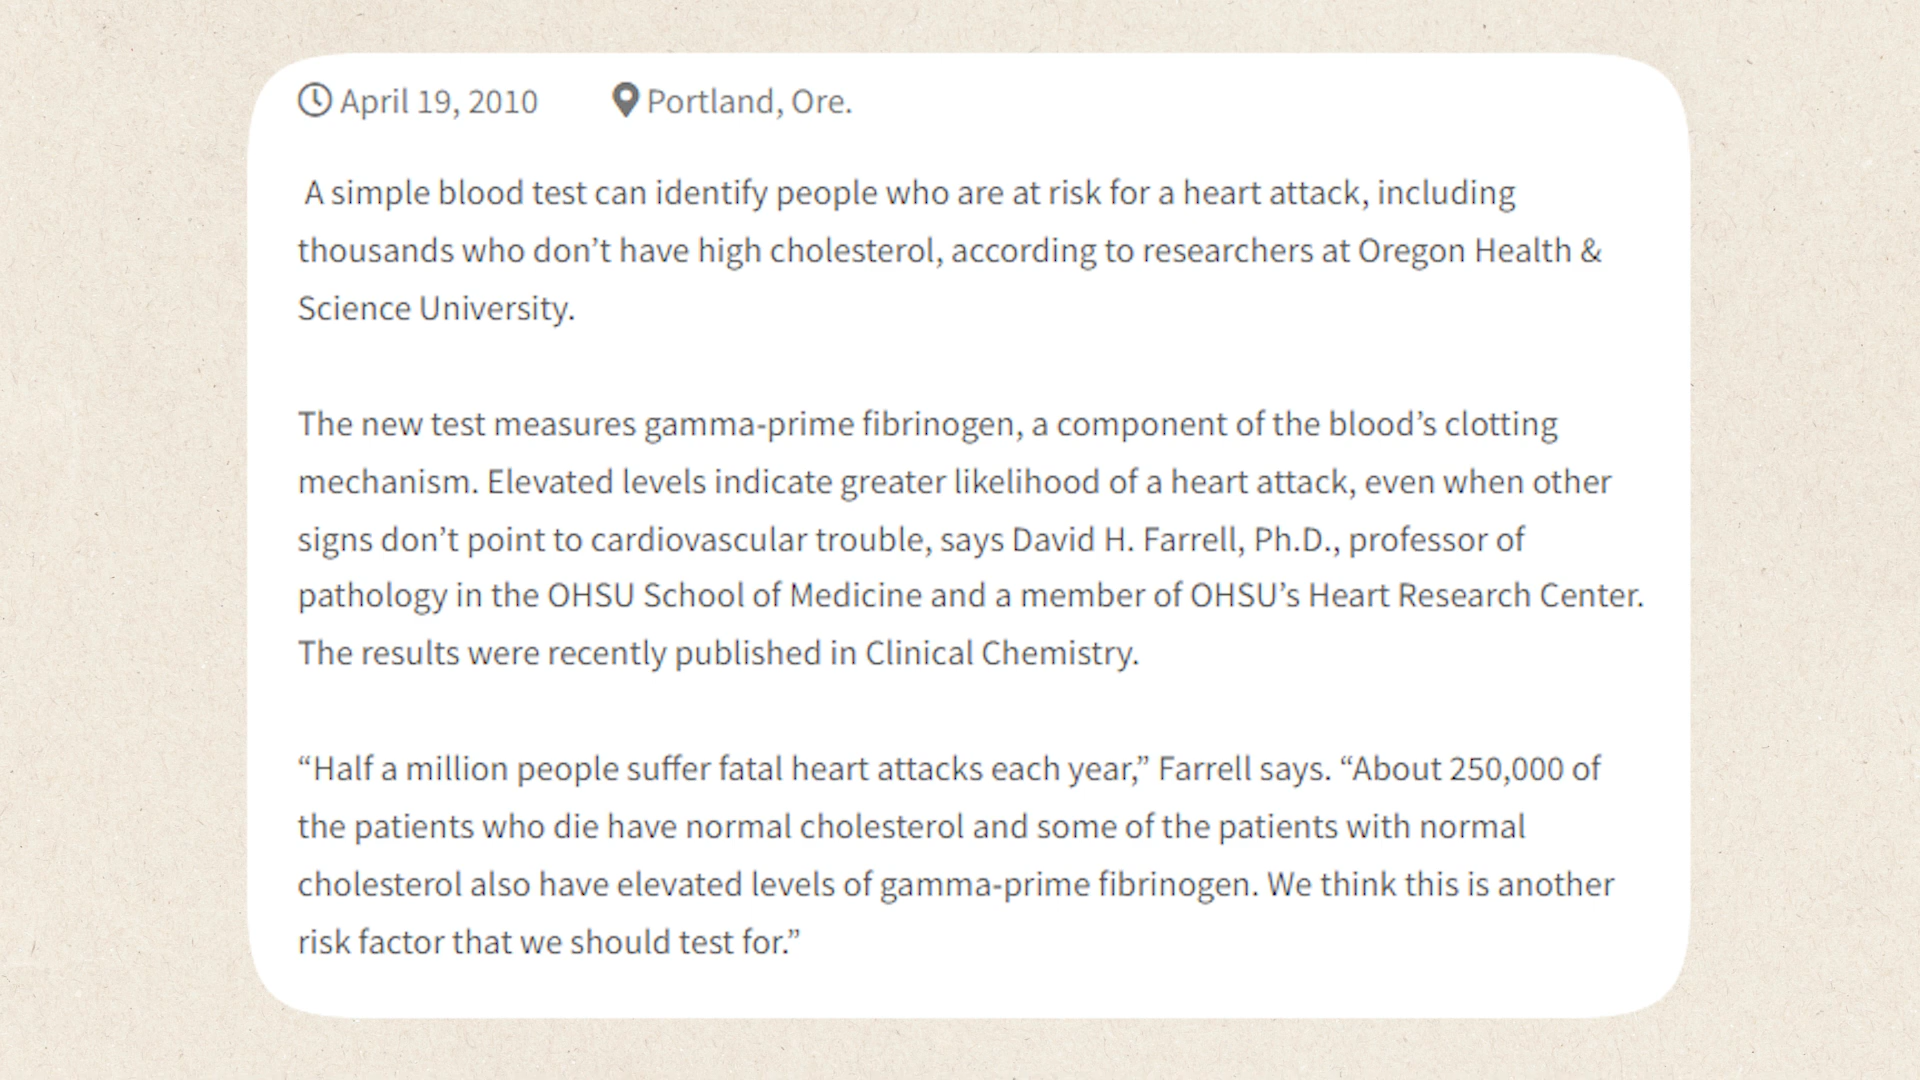 April 19, 2010 Portland, Ore.
A simple blood test can identify people who are at risk for a heart attack, including
thousands who don’t have high cholesterol, according to researchers at Oregon Health &
Science University.
The new test measures gamma-prime fibrinogen, a component of the blood’s clotting
mechanism. Elevated levels indicate greater likelihood of a heart attack, even when other
signs don’t point to cardiovascular trouble, says David H. Farrell, Ph.D., professor of
pathology in the OHSU School of Medicine and a member of OHSU’s Heart Research Center.
The results were recently published in Clinical Chemistry.
“Half a million people suffer fatal heart attacks each year,” Farrell says. “About 250,000 of
the patients who die have normal cholesterol and some of the patients with normal
cholesterol also have elevated levels of gamma-prime fibrinogen. We think this is another
risk factor that we should test for.”